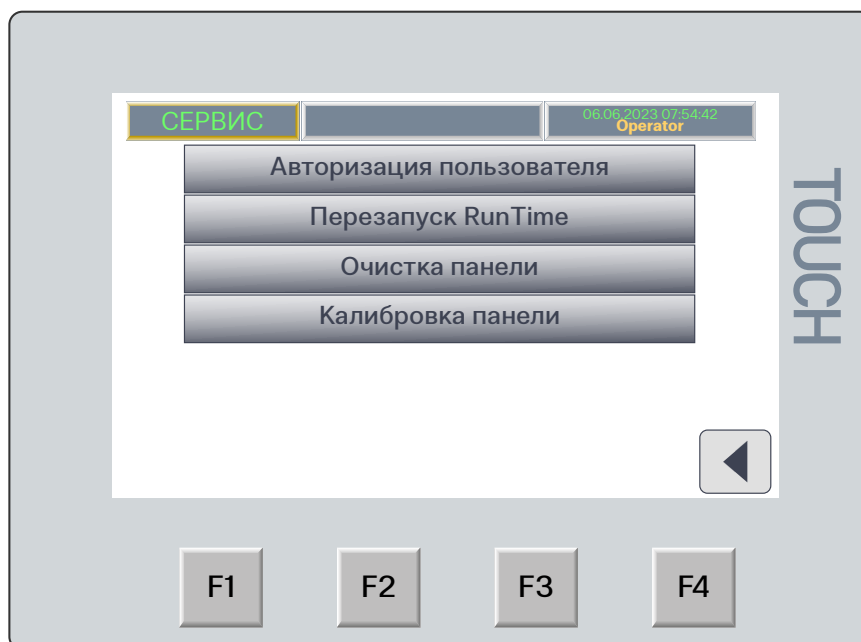 СЕРВИС
06.06.2023 07:54:42
Operator
Авторизация пользователя
Перезапуск RunTime
Очистка панели
Калибровка панели
TOUCH
F1 F2 F3 F4